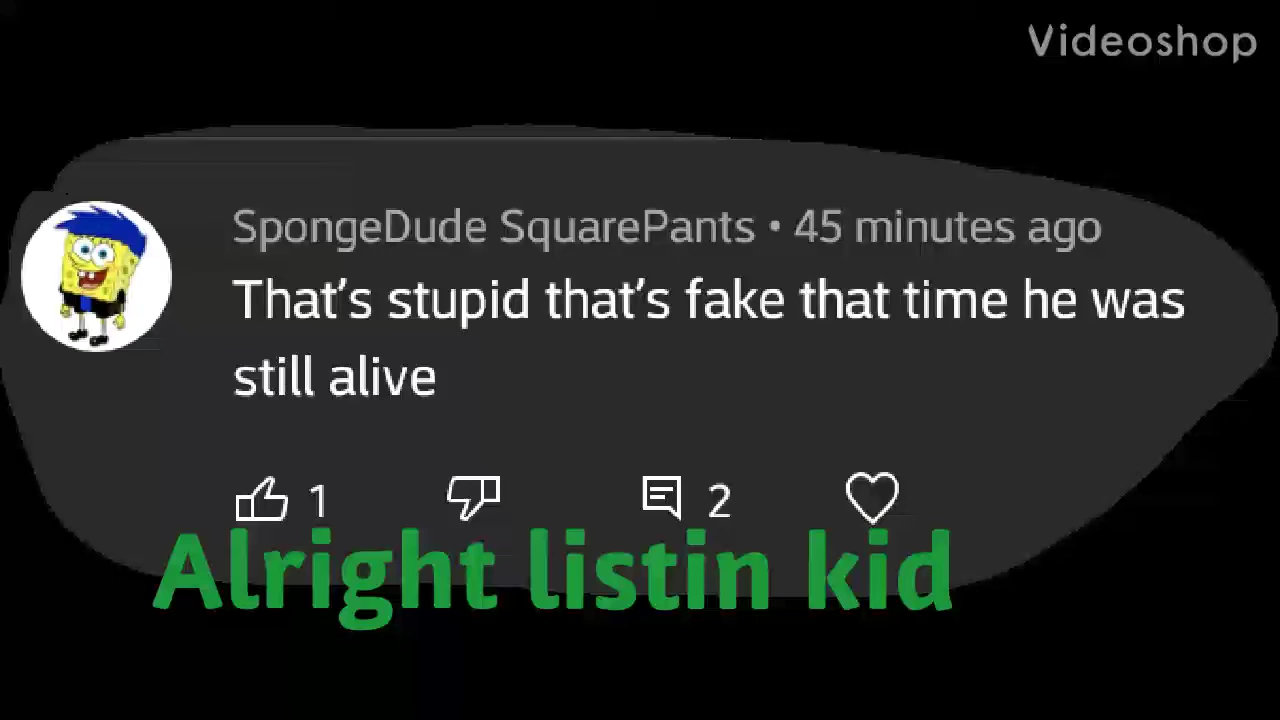 Videoshop
SpongeDude SquarePants • 45 minutes ago
That's stupid that's fake that time he was
still alive
1
2
Alright listin kid